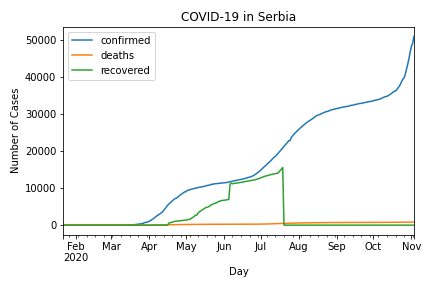 COVID-19 in Serbia
confirmed
deaths
recovered
Number of Cases
50000
40000
30000
20000
10000
0
Feb Mar Apr May Jun Jul Aug Sep Oct Nov
2020
Day